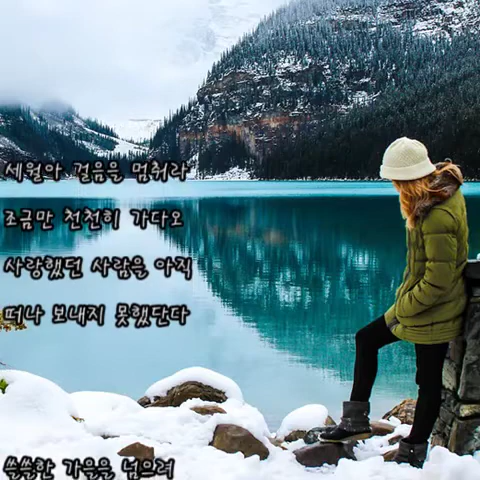 세월아 걸음을 멈춰라
조금만 천천히 가다오
사랑했던 사람을 아직
떠나 보내지 못했단다
쓸쓸한 가을을 넘으려